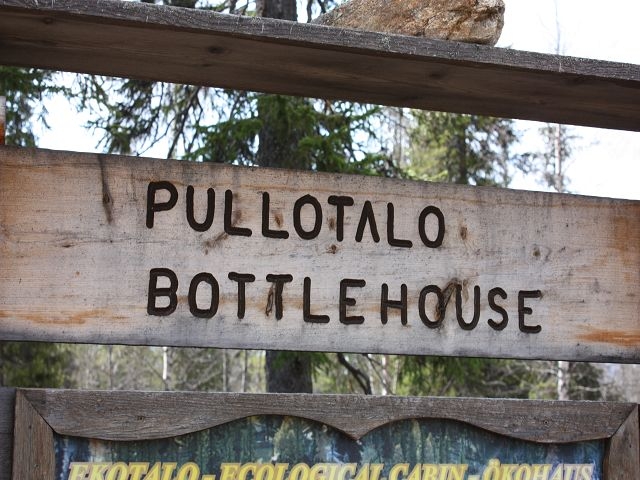 PULLOTALO
BOTTLEHOUSE
EKOTALO - ECOLOGICAL CABIN - ÖKOHAUS